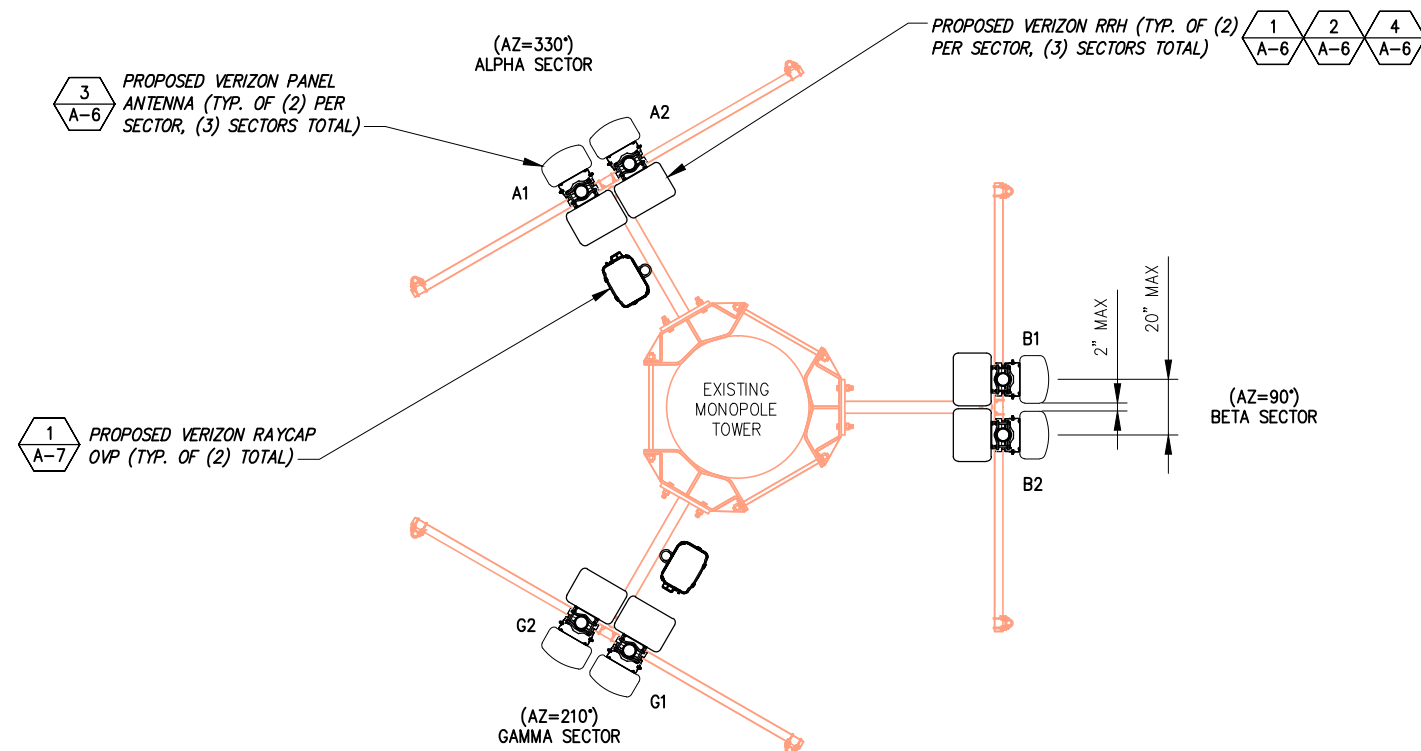 (AZ=330°)
ALPHA SECTOR
PROPOSED VERIZON RRH (TYP. OF (2)
PER SECTOR, (3) SECTORS TOTAL)
1
A-6
2
A-6
4
A-6
3
A-6
PROPOSED VERIZON PANEL
ANTENNA (TYP. OF (2) PER
SECTOR, (3) SECTORS TOTAL)
A2
A1
2" MAX
20" MAX
B1
EXISTING
MONOPOLE
TOWER
(AZ=90°)
BETA SECTOR
1
A-7
PROPOSED VERIZON RAYCAP
OVP (TYP. OF (2) TOTAL)
B2
G2
G1
(AZ=210°)
GAMMA SECTOR